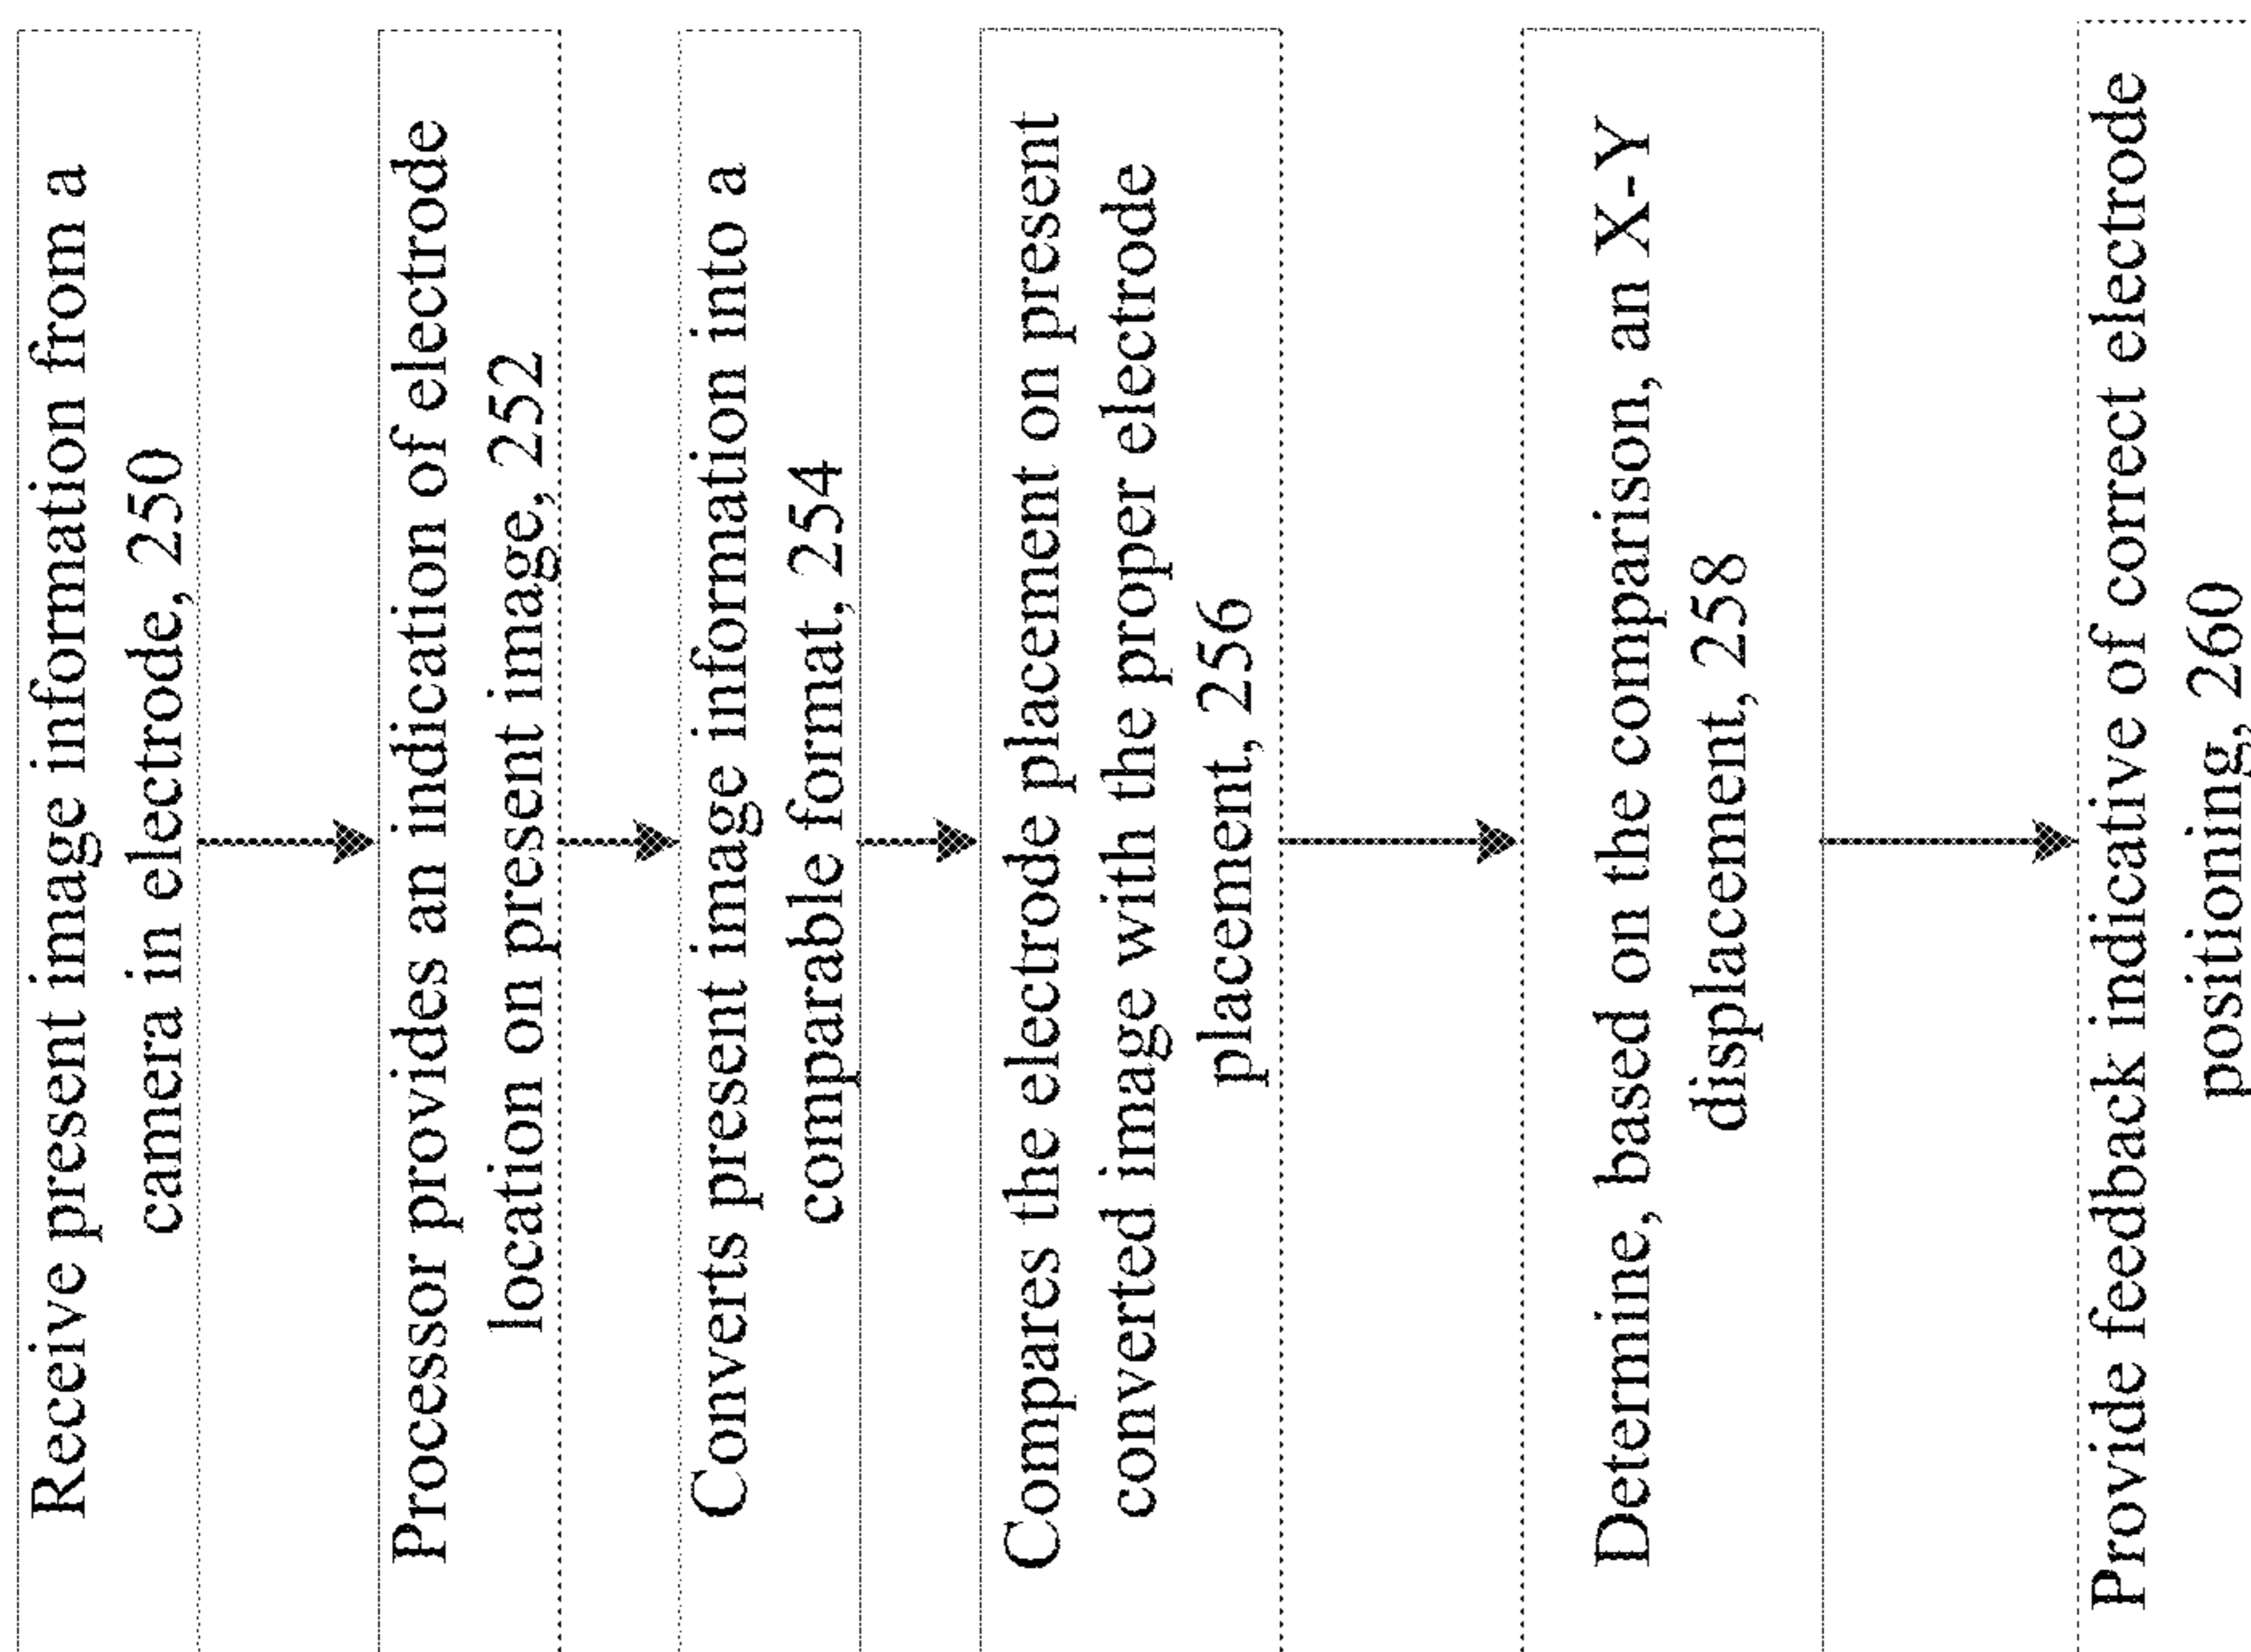 Receive present image information from a
camera in electrode, 250
Processor provides an indication of electrode
location on present image, 252
Converts present image information into a
comparable format, 254
Compares the electrode placement on present
converted image with the proper electrode
placement, 256
Determine, based on the comparison, an X-Y
displacement, 258
Provide feedback indicative of correct electrode
positioning, 260